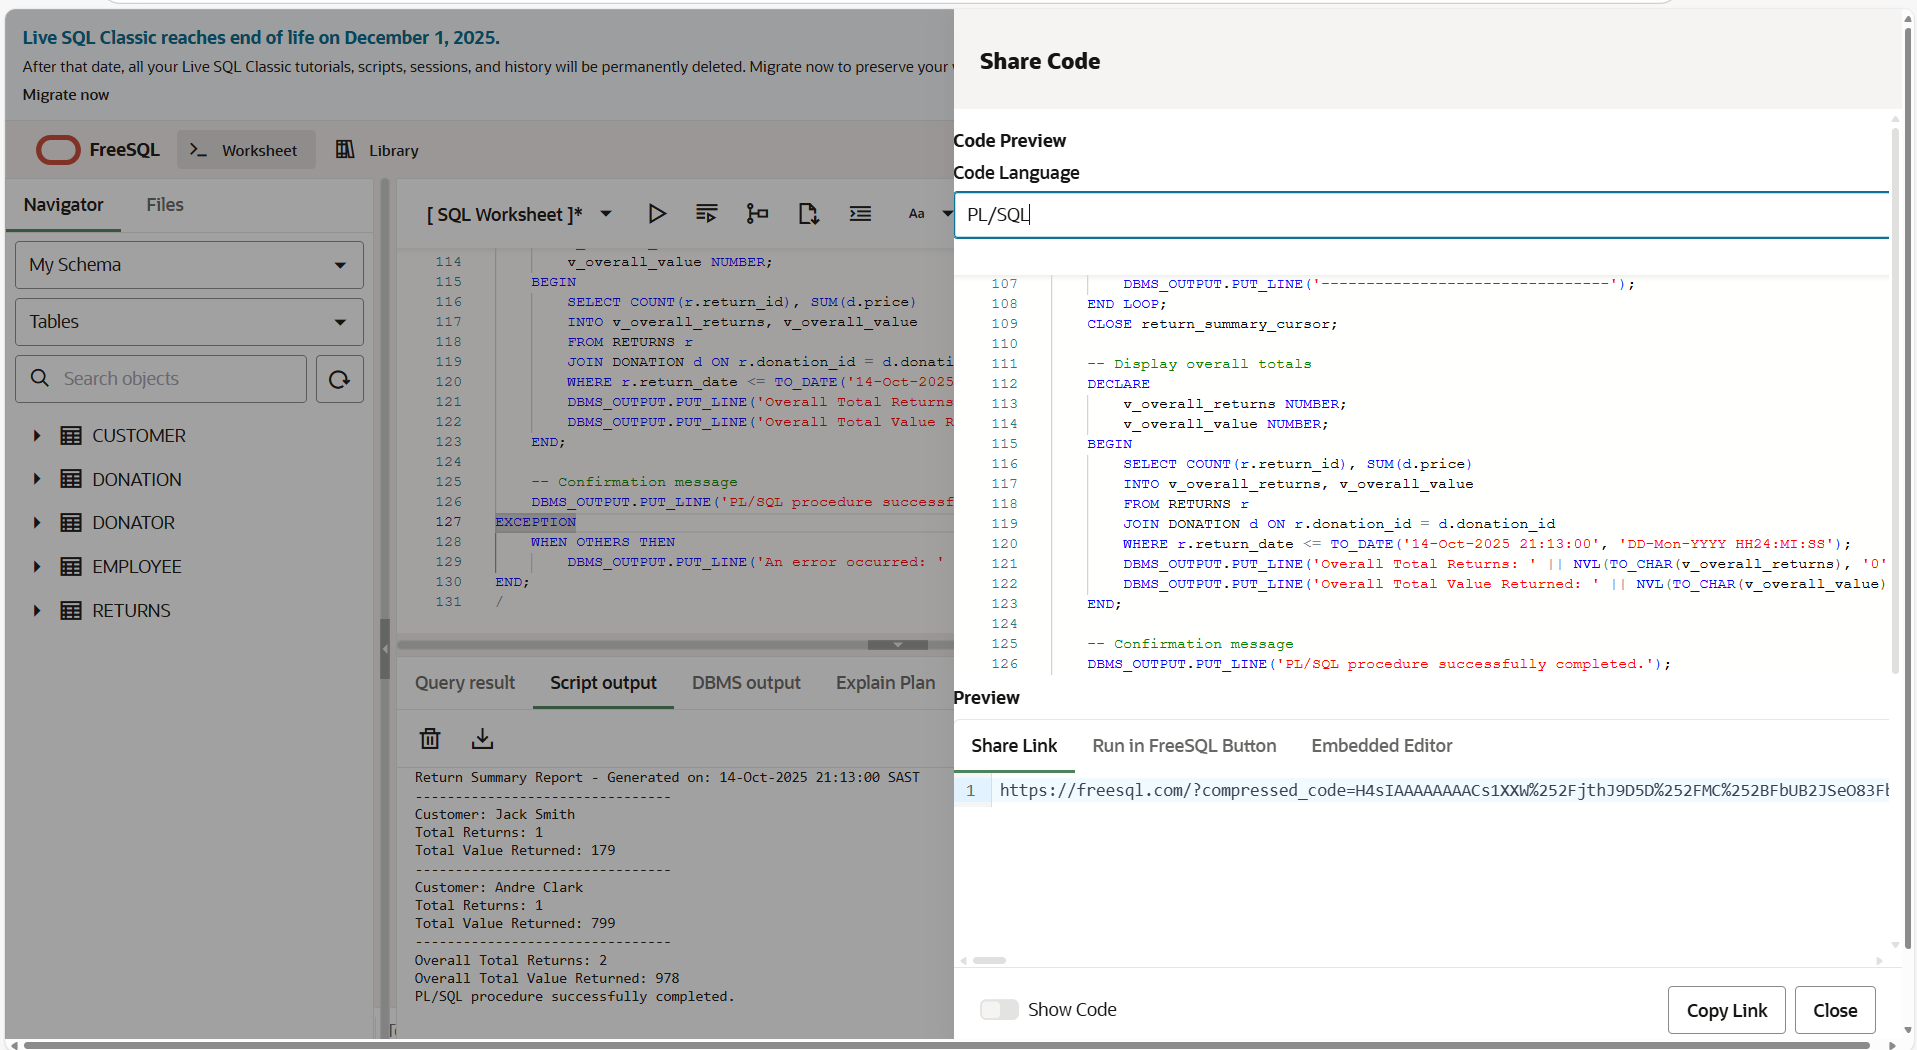 Live SQL Classic reaches end of life on December 1, 2025.
After that date, all your Live SQL Classic tutorials, scripts, sessions, and history will be permanently deleted. Migrate now to preserve your
Migrate now
FreeSQL
Worksheet
Library
Navigator
Files
My Schema
Tables
Search objects
CUSTOMER
DONATION
DONATOR
EMPLOYEE
RETURNS
[ SQL Worksheet ]*
Aa
114 v_overall_value NUMBER;
115 BEGIN
116 SELECT COUNT(r.return_id), SUM(d.price)
117 INTO v_overall_returns, v_overall_value
118 FROM RETURNS r
119 JOIN DONATION d ON r.donation_id = d.donati
120 WHERE r.return_date <= TO_DATE('14-Oct-2025
121 DBMS_OUTPUT.PUT_LINE('Overall Total Returns
122 DBMS_OUTPUT.PUT_LINE('Overall Total Value R
123 END;
124
125 -- Confirmation message
126 DBMS_OUTPUT.PUT_LINE('PL/SQL procedure successf
127 EXCEPTION
128 WHEN OTHERS THEN
129 DBMS_OUTPUT.PUT_LINE('An error occurred: '
130 END;
131 /
Query result
Script output
DBMS output
Explain Plan
Return Summary Report - Generated on: 14-Oct-2025 21:13:00 SAST
--------------------------------
Customer: Jack Smith
Total Returns: 1
Total Value Returned: 179
--------------------------------
Customer: Andre Clark
Total Returns: 1
Total Value Returned: 799
--------------------------------
Overall Total Returns: 2
Overall Total Value Returned: 978
PL/SQL procedure successfully completed.
Share Code
Code Preview
Code Language
PL/SQL
107 DBMS_OUTPUT.PUT_LINE('--------------------------------');
108 END LOOP;
109 CLOSE return_summary_cursor;
110
111 -- Display overall totals
112 DECLARE
113 v_overall_returns NUMBER;
114 v_overall_value NUMBER;
115 BEGIN
116 SELECT COUNT(r.return_id), SUM(d.price)
117 INTO v_overall_returns, v_overall_value
118 FROM RETURNS r
119 JOIN DONATION d ON r.donation_id = d.donation_id
120 WHERE r.return_date <= TO_DATE('14-Oct-2025 21:13:00', 'DD-Mon-YYYY HH24:MI:SS');
121 DBMS_OUTPUT.PUT_LINE('Overall Total Returns: ' || NVL(TO_CHAR(v_overall_returns), '0'
122 DBMS_OUTPUT.PUT_LINE('Overall Total Value Returned: ' || NVL(TO_CHAR(v_overall_value)
123 END;
124
125 -- Confirmation message
126 DBMS_OUTPUT.PUT_LINE('PL/SQL procedure successfully completed.');
Preview
Share Link
Run in FreeSQL Button
Embedded Editor
1 https://freesql.com/?compressed_code=H4sIAAAAAAAACs1XXW%252FjthJ9D5D%252FMC%252BFbUB2JSeO83Fb
Show Code
Copy Link
Close